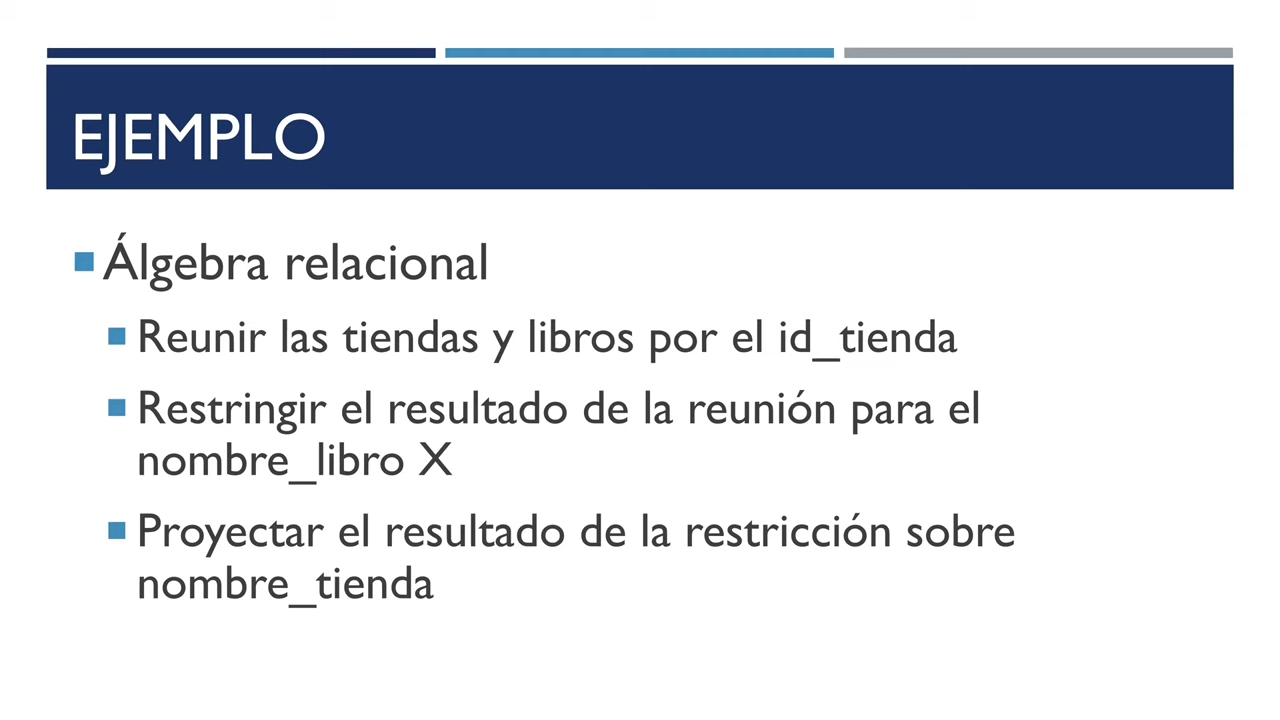 EJEMPLO
Álgebra relacional
Reunir las tiendas y libros por el id_tienda
Restringir el resultado de la reunión para el
nombre_libro X
Proyectar el resultado de la restricción sobre
nombre_tienda